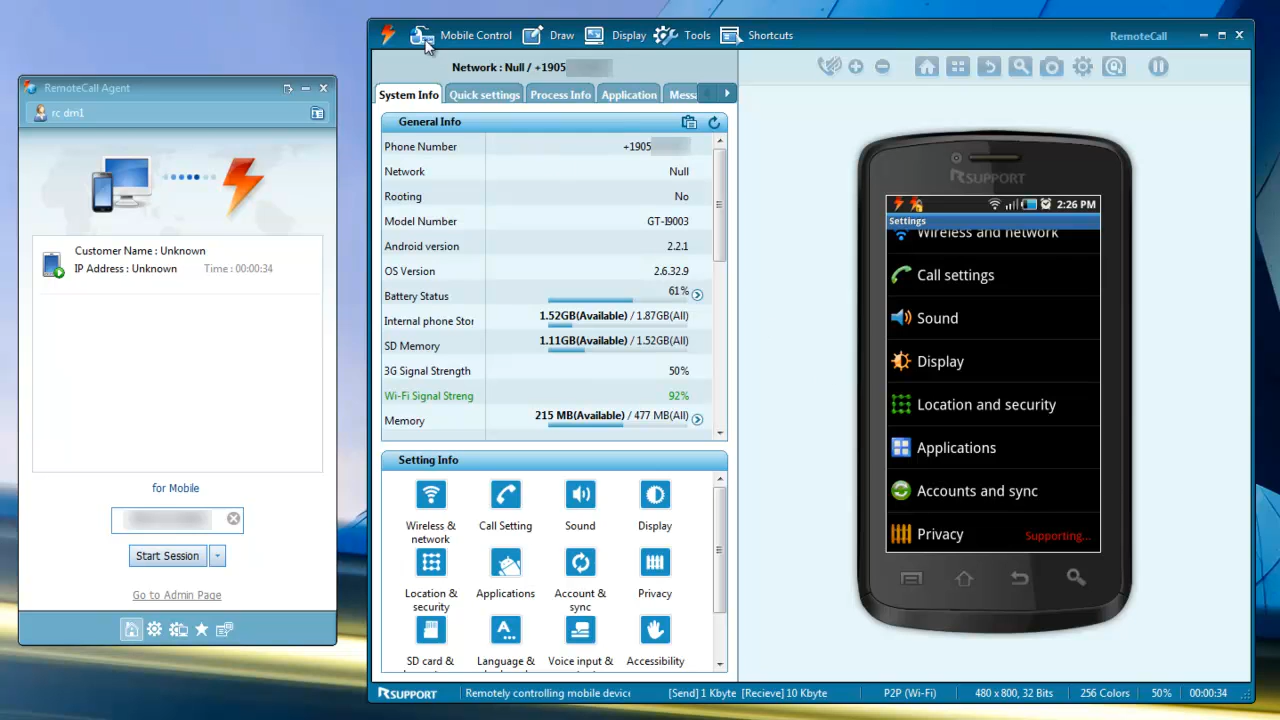 RemoteCall Agent
rc dm1
Customer Name : Unknown
IP Address : Unknown Time : 00:00:34
for Mobile
Start Session
Go to Admin Page
Mobile Control Draw Display Tools Shortcuts RemoteCall
Network : Null / +1905
System Info Quick settings Process Info Application Messa
General Info
Phone Number +1905
Network Null
Rooting No
Model Number GT-I9003
Android version 2.2.1
OS Version 2.6.32.9
Battery Status 61%
Internal phone Stor 1.52GB(Available) / 1.87GB(All)
SD Memory 1.11GB(Available) / 1.52GB(All)
3G Signal Strength 50%
Wi-Fi Signal Streng 92%
Memory 215 MB(Available) / 477 MB(All)
Setting Info
Wireless & network
Call Setting
Sound
Display
Location & security
Applications
Account & sync
Privacy
SD card &
Language &
Voice input &
Accessibility
RSUPPORT
2:26 PM
Settings
Wireless and network
Call settings
Sound
Display
Location and security
Applications
Accounts and sync
Privacy Supporting...
RSUPPORT Remotely controlling mobile device [Send] 1 Kbyte [Recieve] 10 Kbyte P2P (Wi-Fi) 480 x 800, 32 Bits 256 Colors 50% 00:00:34